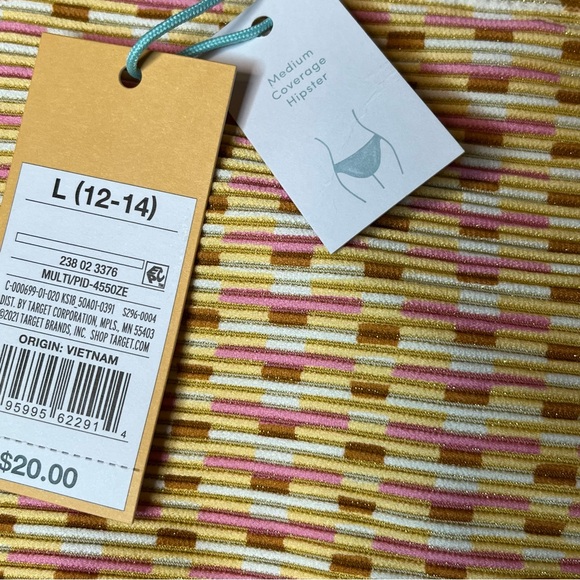 Medium
Coverage
Hipster
L (12-14)
238 02 3376
MULTI/PID-4550ZE
C-000699-01-020 KS18_50A01-0391 S296-0004
DIST. BY TARGET CORPORATION, MPLS., MN 55403
©2021 TARGET BRANDS, INC. SHOP TARGET.COM
ORIGIN: VIETNAM
95995 62291 4
$20.00